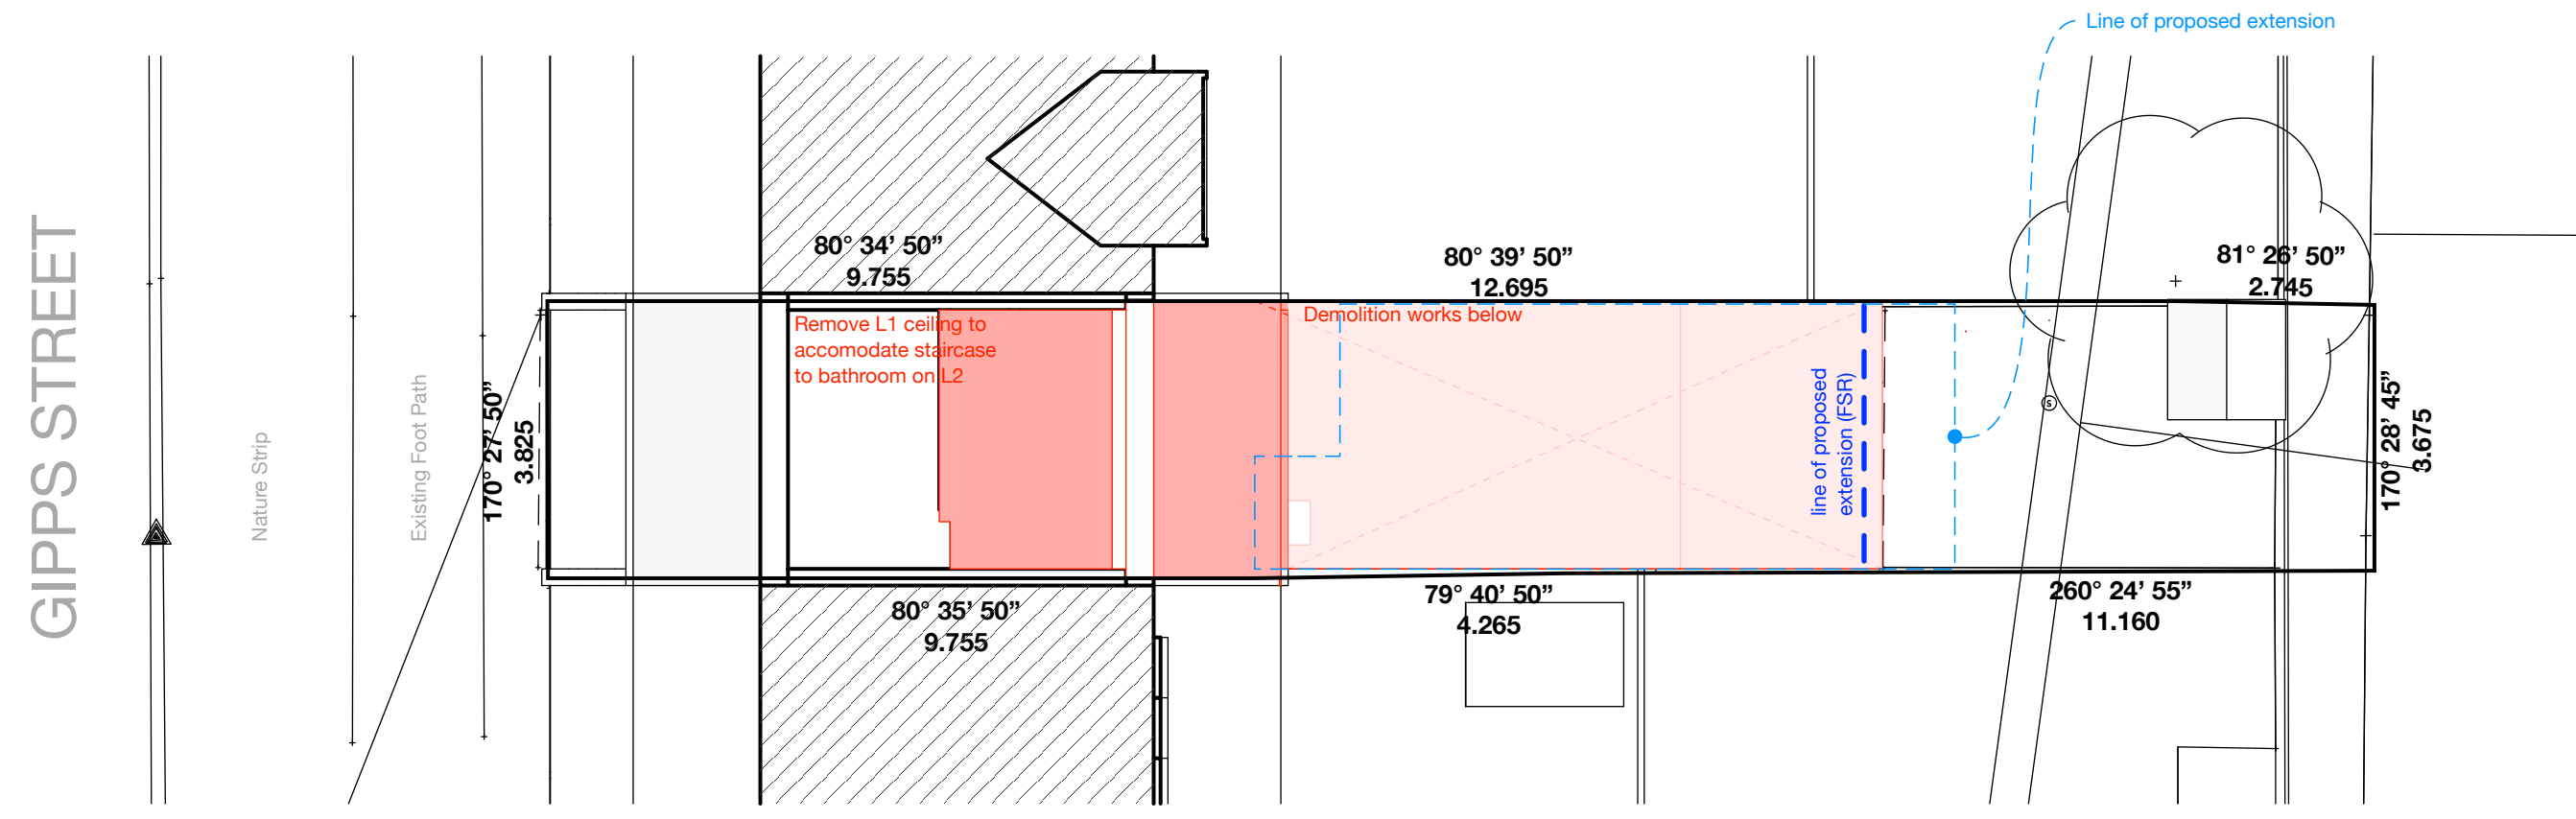 Line of proposed extension
GIPPS STREET
Nature Strip
Existing Foot Path
170° 27’ 50”
3.825
80° 34’ 50”
9.755
Remove L1 ceiling to
accomodate staircase
to bathroom on L2
80° 35’ 50”
9.755
80° 39’ 50”
12.695
Demolition works below
line of proposed
extension (FSR)
79° 40’ 50”
4.265
81° 26’ 50”
2.745
S
260° 24’ 55”
11.160
170° 28’ 45”
3.675